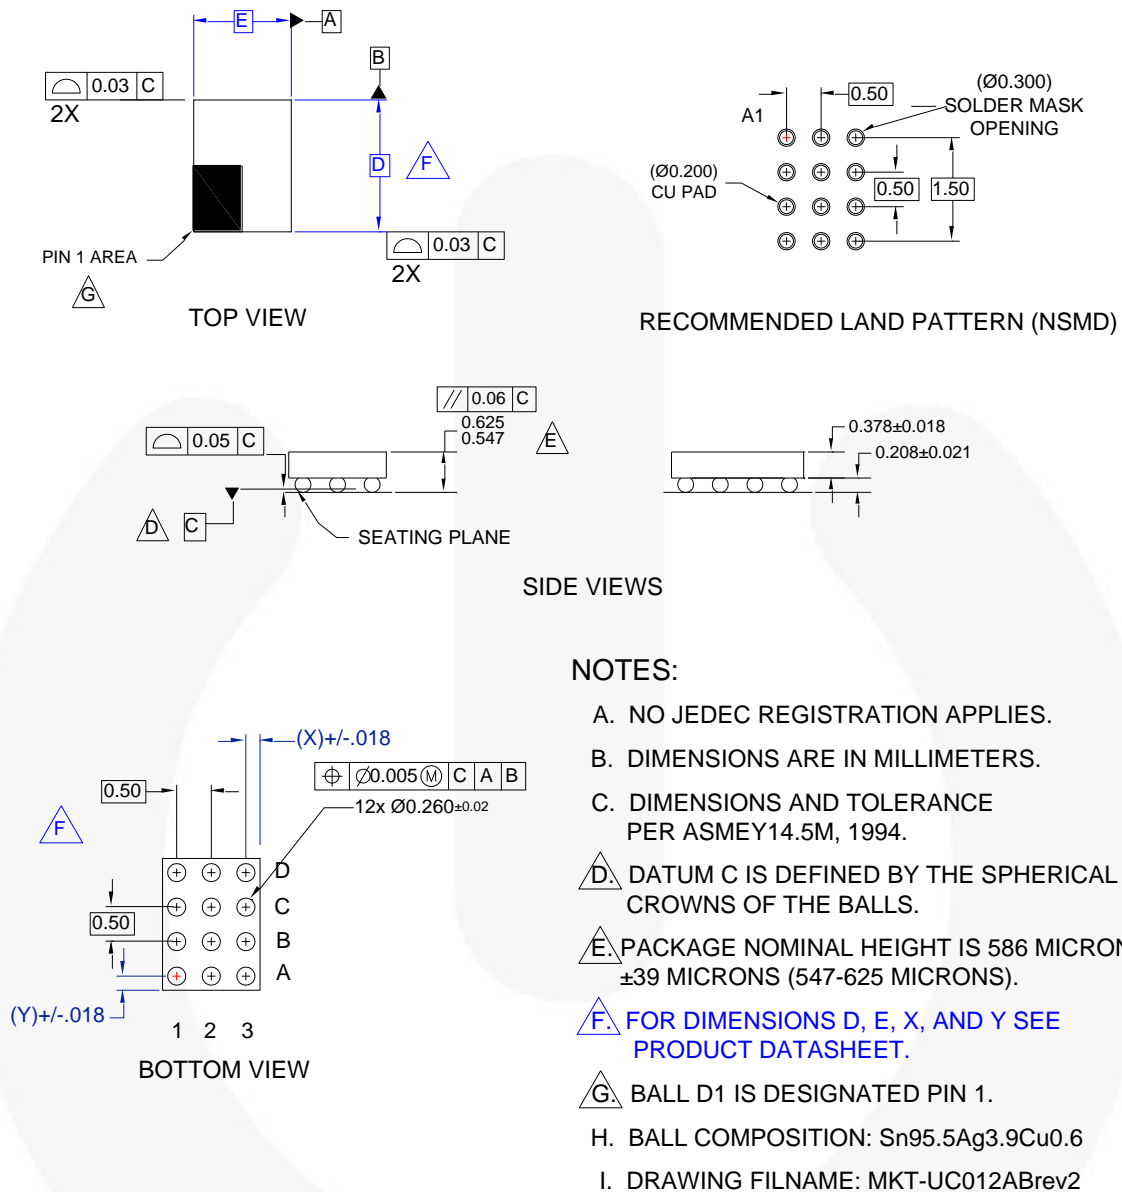 E A
B
0.03 C
2X
D F
0.03 C
2X
PIN 1 AREA
G
TOP VIEW
0.50
(Ø0.300)
SOLDER MASK
OPENING
A1
(Ø0.200)
CU PAD
0.50 1.50
RECOMMENDED LAND PATTERN (NSMD)
// 0.06 C
0.625
0.547
E
0.05 C
D C
SEATING PLANE
0.378±0.018
0.208±0.021
SIDE VIEWS
(X)+/-.018
Ø0.005 M C A B
12x Ø0.260±0.02
0.50
F
D
C
0.50
B
A
(Y)+/-.018
1 2 3
BOTTOM VIEW
NOTES:
A. NO JEDEC REGISTRATION APPLIES.
B. DIMENSIONS ARE IN MILLIMETERS.
C. DIMENSIONS AND TOLERANCE
PER ASMEY14.5M, 1994.
D. DATUM C IS DEFINED BY THE SPHERICAL
CROWNS OF THE BALLS.
E. PACKAGE NOMINAL HEIGHT IS 586 MICRON
±39 MICRONS (547-625 MICRONS).
F. FOR DIMENSIONS D, E, X, AND Y SEE
PRODUCT DATASHEET.
G. BALL D1 IS DESIGNATED PIN 1.
H. BALL COMPOSITION: Sn95.5Ag3.9Cu0.6
I. DRAWING FILNAME: MKT-UC012ABrev2